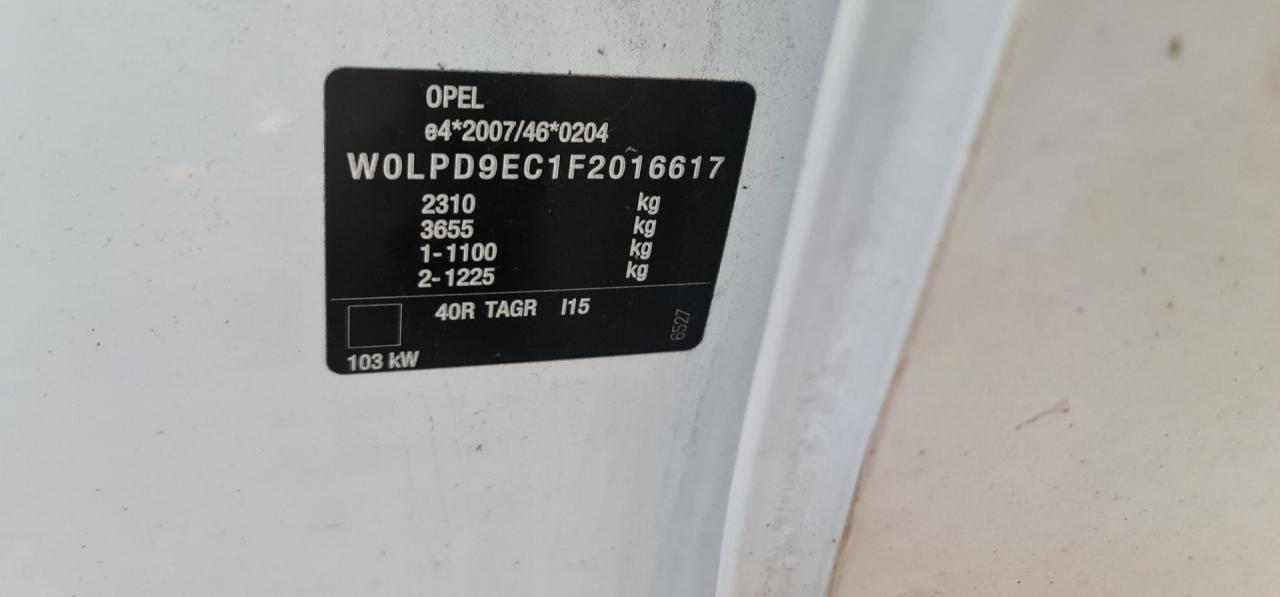 OPEL
e4*2007/46*0204
W0LPD9EC1F2016617
2310 kg
3655 kg
1-1100 kg
2-1225 kg
40R TAGR I15
6527
103 kW